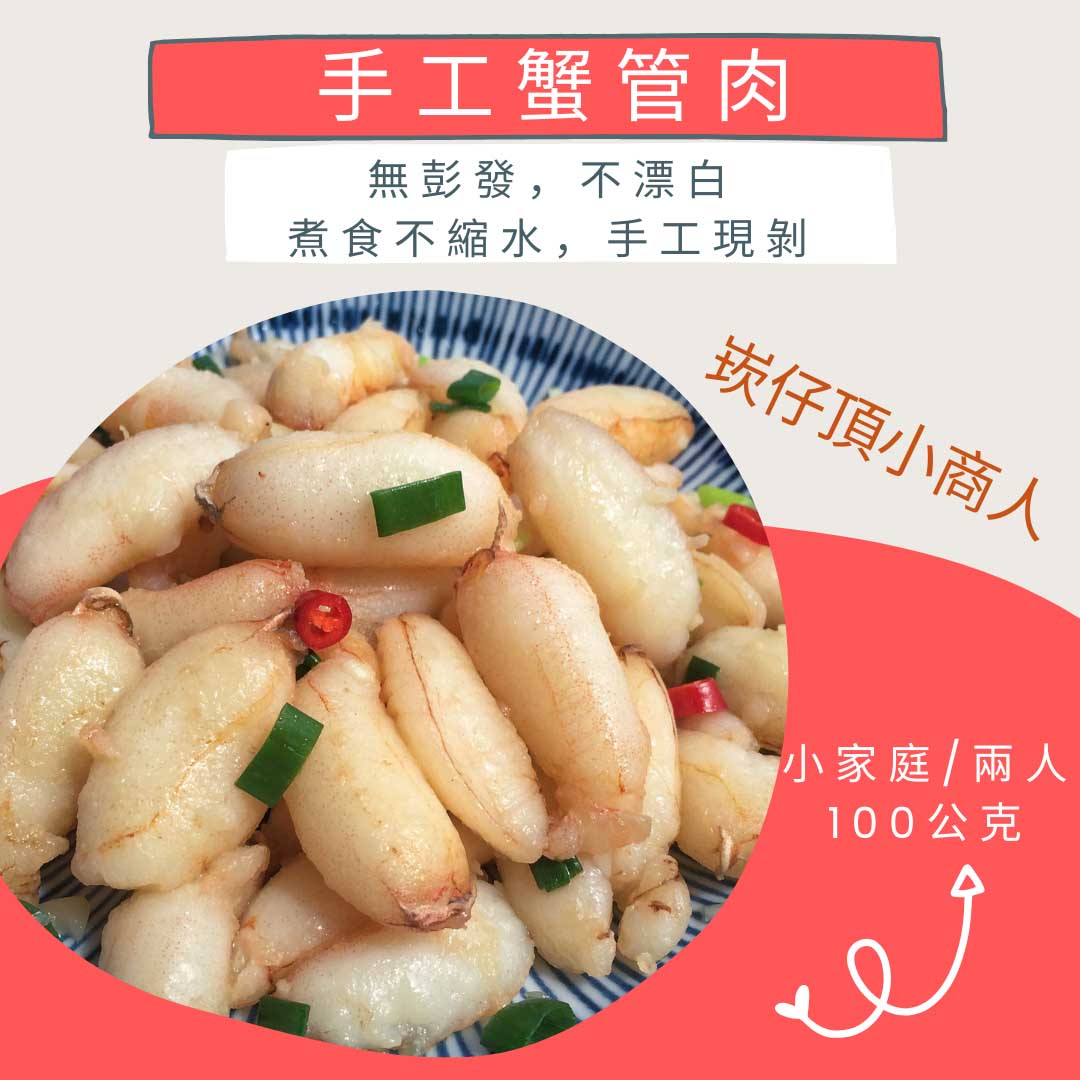 手工蟹管肉
無彭發，不漂白
煮食不縮水，手工現剝
崁仔頂小商人
小家庭/兩人
100公克